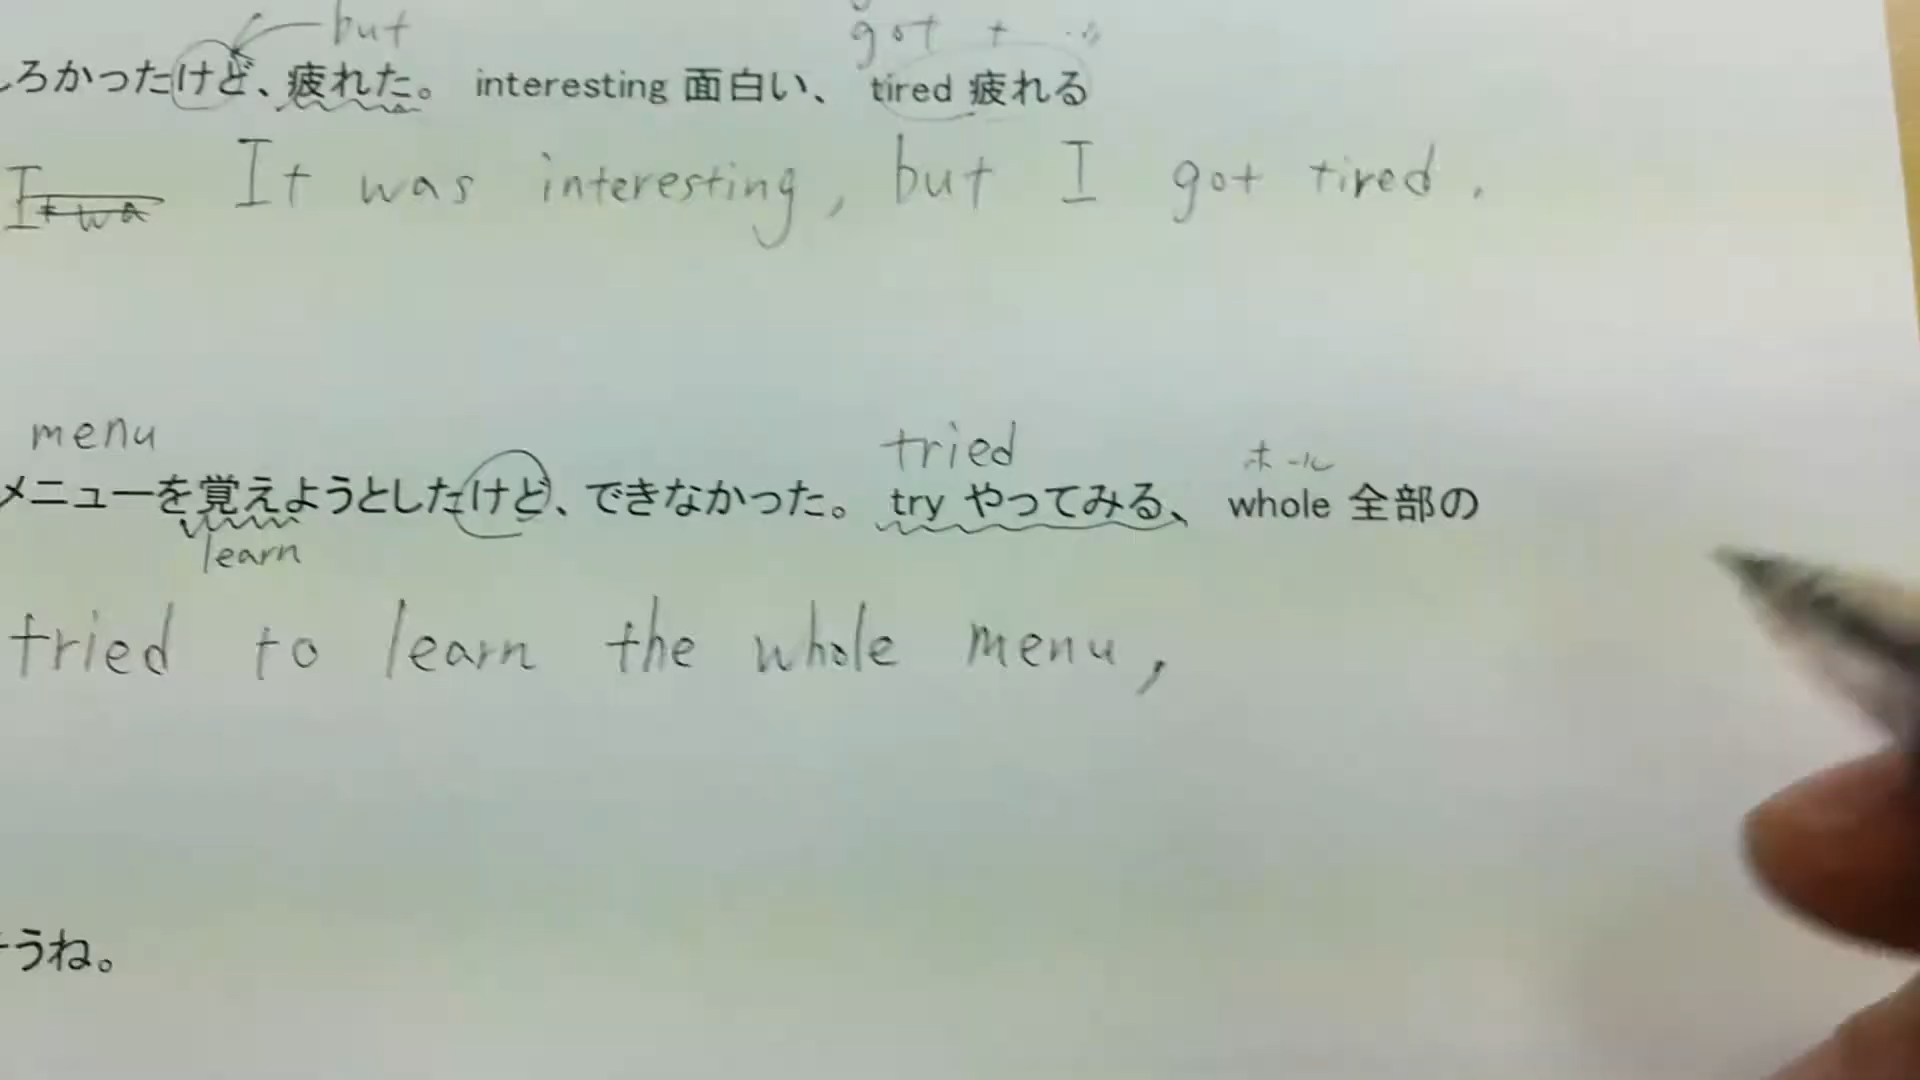 but got +
ろかったけど、疲れた。 interesting 面白い、 tired 疲れる
It wa It was interesting, but I got tired.
menu tried ホール
メニューを覚えようとしたけど、できなかった。 try やってみる、 whole 全部の
learn
tried to learn the whole menu,
うね。